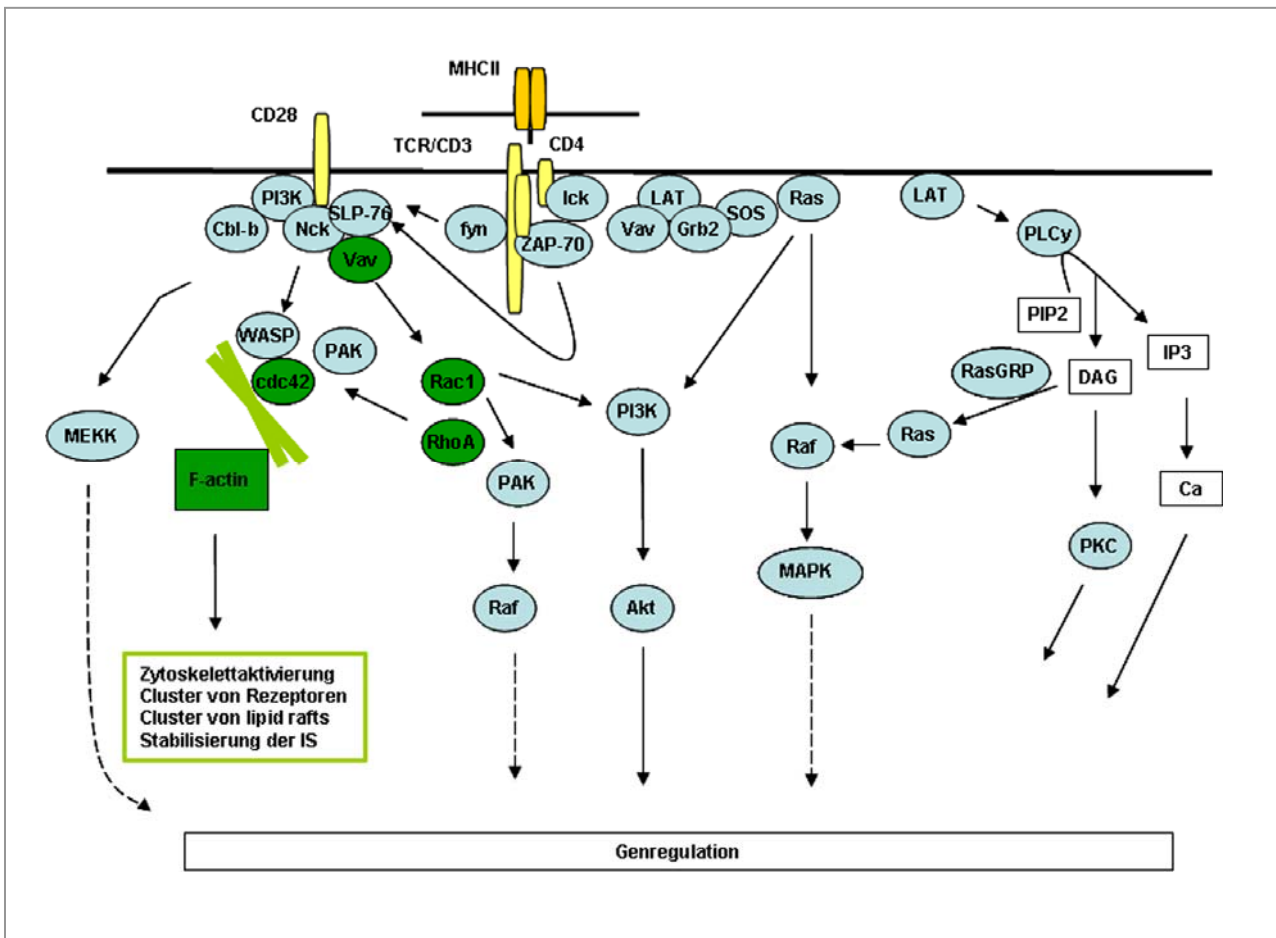 MHCII
CD28
TCR/CD3
CD4
PI3K
SLP-76
Cbl-b
Nck
Vav
fyn
lck
ZAP-70
LAT
Vav
Grb2
SOS
Ras
LAT
PLCy
PIP2
IP3
WASP
PAK
cdc42
Rac1
RhoA
PI3K
RasGRP
DAG
MEKK
F-actin
PAK
Raf
Ras
Ca
PKC
MAPK
Raf
Akt
Zytoskelettaktivierung
Cluster von Rezeptoren
Cluster von lipid rafts
Stabilisierung der IS
Genregulation